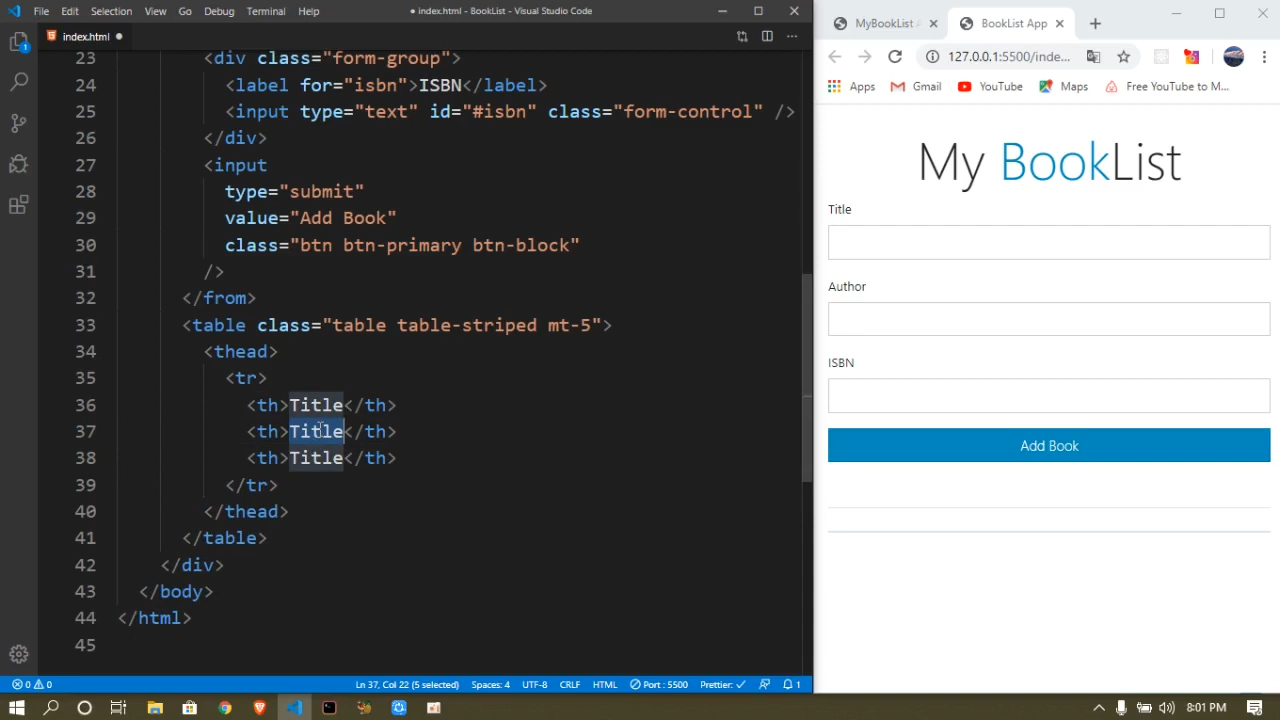 File Edit Selection View Go Debug Terminal Help
● index.html - BookList - Visual Studio Code
index.html ●
1
23 <div class="form-group">
24 <label for="isbn">ISBN</label>
25 <input type="text" id="#isbn" class="form-control" />
26 </div>
27 <input
28 type="submit"
29 value="Add Book"
30 class="btn btn-primary btn-block"
31 />
32 </from>
33 <table class="table table-striped mt-5">
34 <thead>
35 <tr>
36 <th>Title</th>
37 <th>Title</th>
38 <th>Title</th>
39 </tr>
40 </thead>
41 </table>
42 </div>
43 </body>
44 </html>
45
0 0
Ln 37, Col 22 (5 selected) Spaces: 4 UTF-8 CRLF HTML Port : 5500 Prettier: ✓ 1
BookList App
127.0.0.1:5500/inde...
Apps Gmail YouTube Maps Free YouTube to M...
My BookList
Title
Author
ISBN
Add Book
8:01 PM